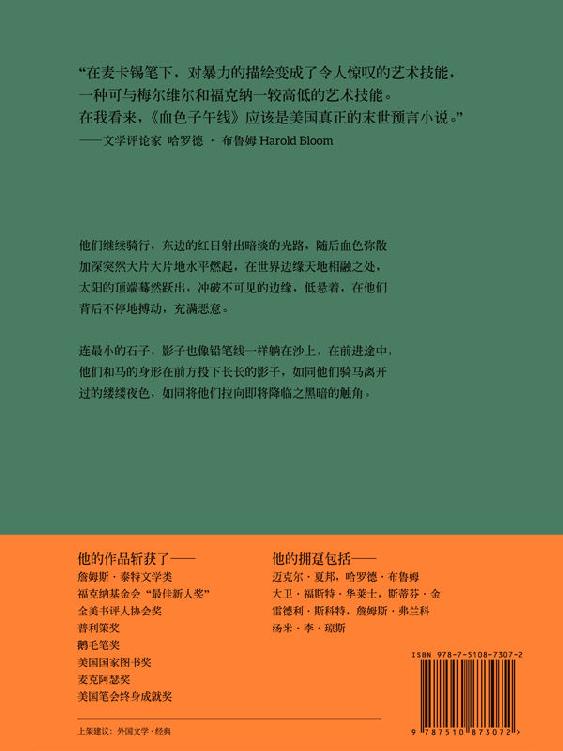 “在麦卡锡笔下，对暴力的描绘变成了令人惊叹的艺术技能，
一种可与梅尔维尔和福克纳一较高低的艺术技能。
在我看来，《血色子午线》应该是美国真正的末世预言小说。”
——文学评论家 哈罗德 · 布鲁姆 Harold Bloom
他们继续骑行，东边的红日射出暗淡的光路，随后血色弥散
加深突然大片大片地水平燃起，在世界边缘天地相融之处，
太阳的顶端蓦然跃出，冲破不可见的边缘，低悬着，在他们
背后不停地搏动，充满恶意。
连最小的石子，影子也像铅笔线一样躺在沙上，在前进途中，
他们和马的身形在前方投下长长的影子，如同他们骑马离开
过的缕缕夜色，如同将他们拉向即将降临之黑暗的触角。
他的作品斩获了——
詹姆斯·泰特文学类
福克纳基金会“最佳新人奖”
全美书评人协会奖
普利策奖
鹅毛笔奖
美国国家图书奖
麦克阿瑟奖
美国笔会终身成就奖
他的拥趸包括——
迈克尔·夏邦，哈罗德·布鲁姆
大卫·福斯特·华莱士，斯蒂芬·金
雷德利·斯科特，詹姆斯·弗兰科
汤米·李·琼斯
上架建议：外国文学·经典
ISBN 978-7-5108-7307-2
9 787510 873072 >